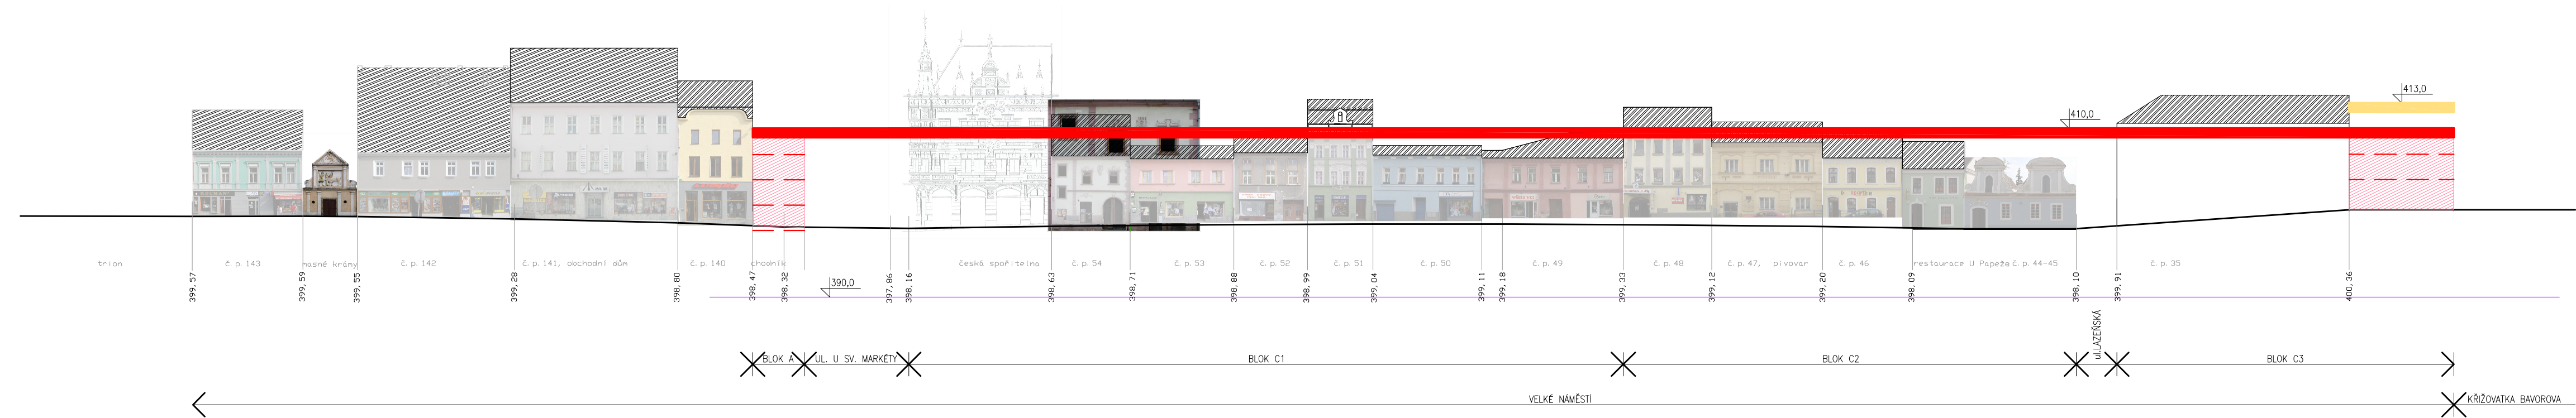 413,0
410,0
trion
č. p. 143
masné krámy
č. p. 142
č. p. 141, obchodní dům
č. p. 140
chodník
česká spořitelna
č. p. 54
č. p. 53
č. p. 52
č. p. 51
č. p. 50
č. p. 49
č. p. 48
č. p. 47, pivovar
č. p. 46
restaurace U Papeže č. p. 44-45
č. p. 35
399,57
399,59
399,55
399,28
398,80
398,47
398,32
390,0
397,86
398,16
398,63
398,71
398,88
398,99
399,04
399,11
399,18
399,33
399,12
399,20
398,09
398,10
399,91
400,36
BLOK A
UL. U SV. MARKÉTY
BLOK C1
BLOK C2
ul.LAZEŇSKÁ
BLOK C3
VELKÉ NÁMĚSTÍ
KŘIŽOVATKA BAVOROVA